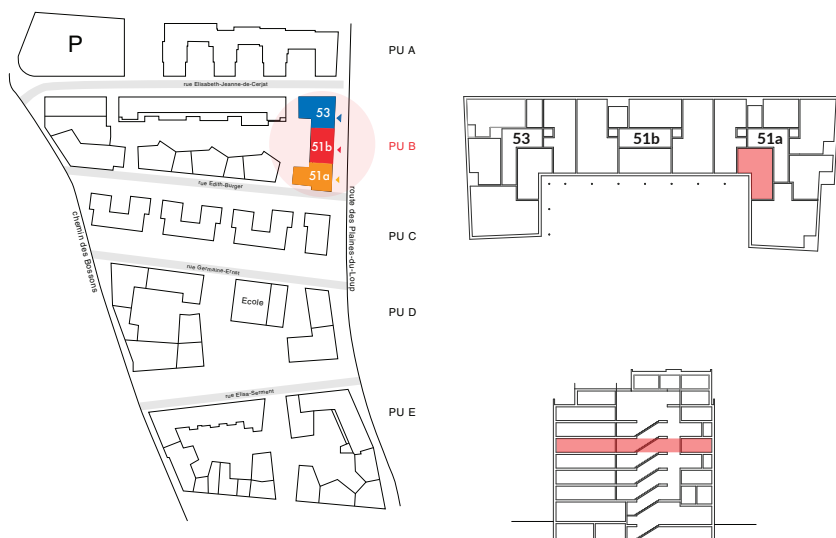 P
PU A
rue Elisabeth-Jeanne-de-Cerjat
53
51b
PU B
51a
rue Edith-Burger
route des Plaines-du-Loup
chemin des Bossons
PU C
rue Germaine-Ernst
Ecole
PU D
rue Elisa-Serment
PU E
53
51b
51a